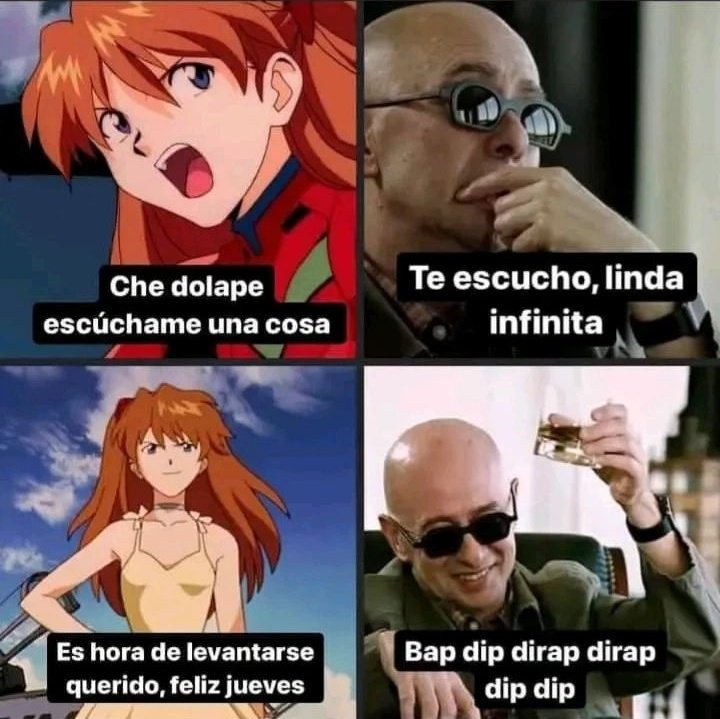 Che dolape
escúchame una cosa
Te escucho, linda
infinita
Es hora de levantarse
querido, feliz jueves
Bap dip dirap dirap
dip dip